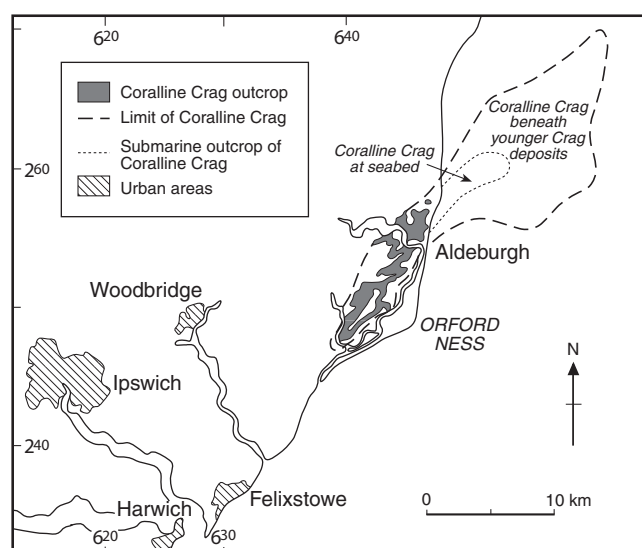 620
640
Coralline Crag outcrop
Limit of Coralline Crag
Submarine outcrop of
Coralline Crag
Urban areas
Coralline Crag
beneath
younger Crag
deposits
Coralline Crag
at seabed
260
Aldeburgh
Woodbridge
ORFORD
NESS
N
Ipswich
240
Felixstowe
0
10 km
Harwich
620
630